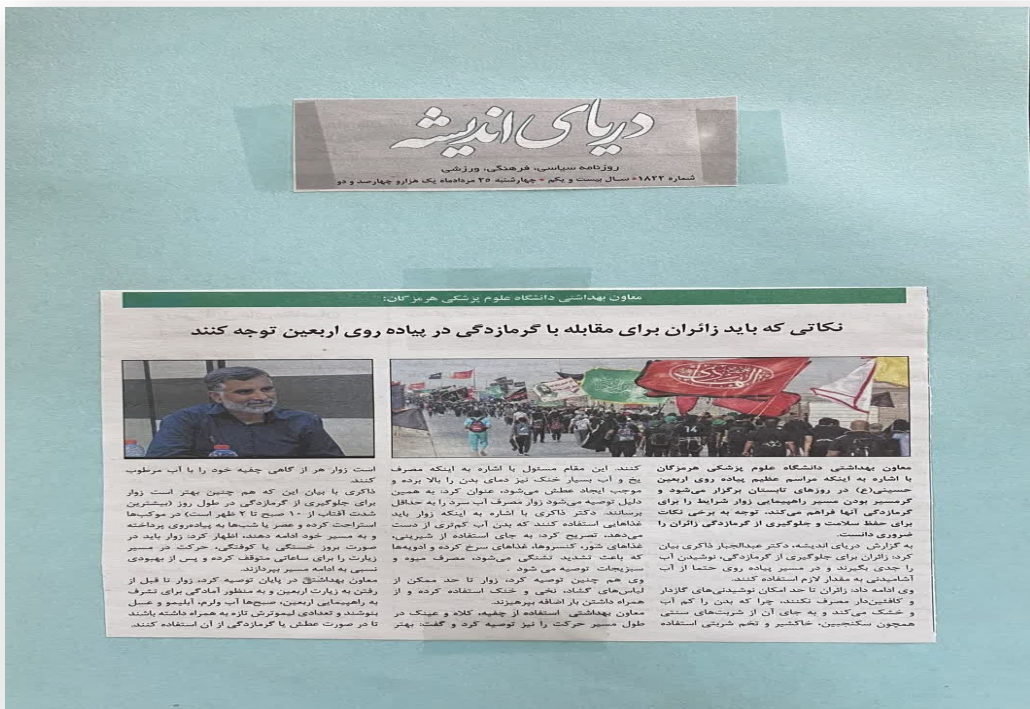 دریای اندیشه
روزنامه سیاسی، فرهنگی، ورزشی
شماره ۱۸۲۲ • سال بیست و یکم • چهارشنبه ۲۵ مردادماه یک هزارو چهارصد و دو
معاون بهداشتی دانشگاه علوم پزشکی هرمزگان:
نکاتی که باید زائران برای مقابله با گرمازدگی در پیاده روی اربعین توجه کنند
معاون بهداشتی دانشگاه علوم پزشکی هرمزگان
با اشاره به اینکه مراسم عظیم پیاده روی اربعین
حسینی(ع) در روزهای تابستان برگزار می‌شود و
گرمسیر بودن مسیر راهپیمایی زوار شرایط را برای
گرمازدگی آنها فراهم می‌کند، توجه به برخی نکات
برای حفظ سلامت و جلوگیری از گرمازدگی زائران را
ضروری دانست.
به گزارش دریای اندیشه، دکتر عبدالجبار ذاکری بیان
کرد: زائران برای جلوگیری از گرمازدگی، نوشیدن آب
را جدی بگیرند و در مسیر پیاده روی حتما از آب
آشامیدنی به مقدار لازم استفاده کنند.
وی ادامه داد: زائران تا حد امکان نوشیدنی‌های گازدار
و کافئین‌دار مصرف نکنند، چرا که بدن را کم آب
و خشک می‌کند و به جای آن از شربت‌های سنتی
همچون سکنجبین، خاکشیر و تخم شربتی استفاده
کنند. این مقام مسئول با اشاره به اینکه مصرف
یخ و آب بسیار خنک نیز دمای بدن را بالا برده و
موجب ایجاد عطش می‌شود، عنوان کرد: به همین
دلیل توصیه می‌شود زوار مصرف آب سرد را به حداقل
برسانند. دکتر ذاکری با اشاره به اینکه زوار باید
غذاهایی استفاده کنند که بدن آب کم‌تری از دست
می‌دهد، تصریح کرد: به جای استفاده از شیرینی،
غذاهای شور، کنسروها، غذاهای سرخ کرده و ادویه‌ها
که باعث تشدید تشنگی می‌شود، مصرف میوه و
سبزیجات توصیه می شود .
وی هم چنین توصیه کرد، زوار تا حد ممکن از
لباس‌های گشاد، نخی و خنک استفاده کرده و از
همراه داشتن بار اضافه بپرهیزند.
معاون بهداشتی استفاده از چفیه، کلاه و عینک در
طول مسیر حرکت را نیز توصیه کرد و گفت: بهتر
است زوار هر از گاهی چفیه خود را با آب مرطوب
کنند.
ذاکری با بیان این که هم چنین بهتر است زوار
برای جلوگیری از گرمازدگی در طول روز (بیشترین
شدت آفتاب از ۱۰ صبح تا ۲ ظهر است) در موکب‌ها
استراحت کرده و عصر یا شب‌ها به پیاده‌روی پرداخته
و به مسیر خود ادامه دهند، اظهار کرد: زوار باید در
صورت بروز خستگی یا کوفتگی، حرکت در مسیر
زیارت را برای ساعاتی متوقف کرده و پس از بهبودی
نسبی به ادامه مسیر بپردازند.
معاون بهداشتی در پایان توصیه کرد: زوار تا قبل از
رفتن به زیارت اربعین و به منظور آمادگی برای تشرف
به راهپیمایی اربعین، صبح‌ها آب ولرم، آبلیمو و عسل
بنوشند و تعدادی لیموترش تازه به همراه داشته باشند
تا در صورت عطش یا گرمازدگی از آن استفاده کنند.
14